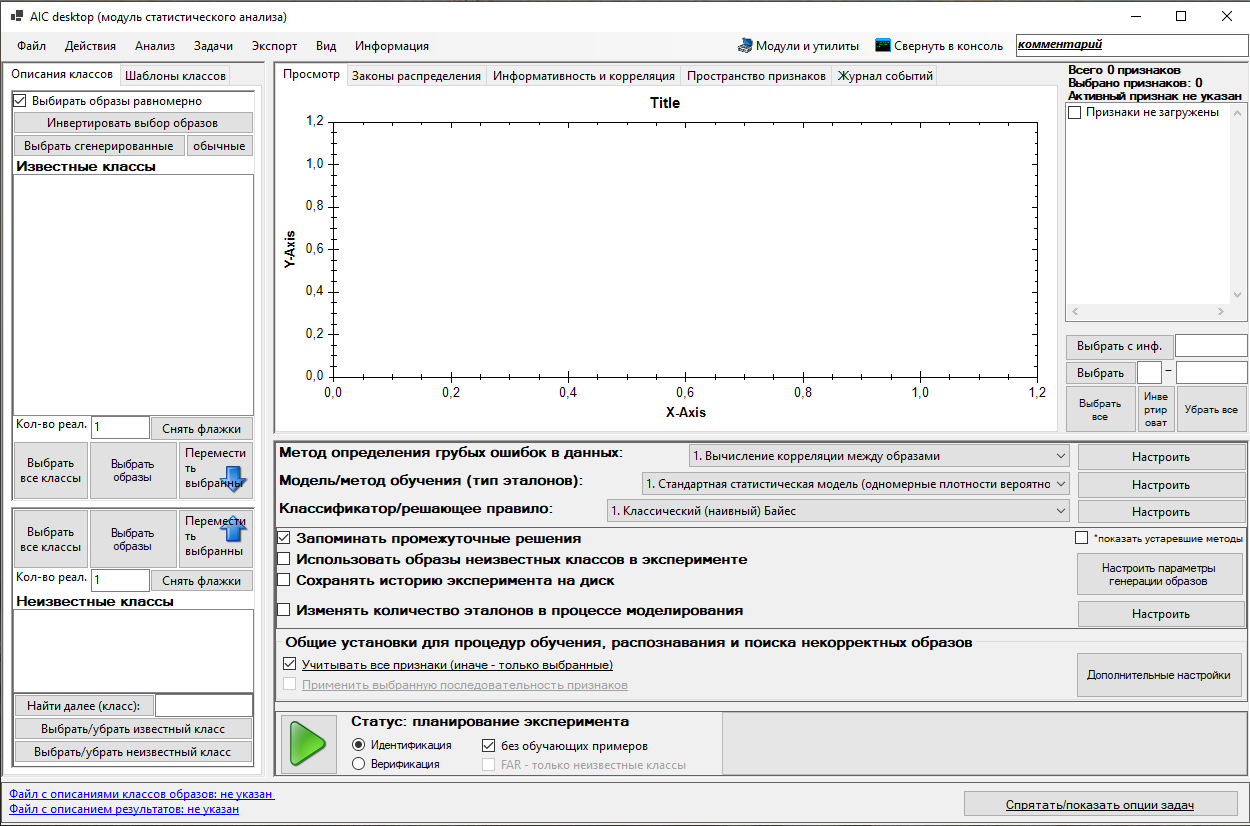 AIC desktop (модуль статистического анализа)
Файл Действия Анализ Задачи Экспорт Вид Информация
Модули и утилиты Свернуть в консоль комментарий
Описания классов Шаблоны классов
Выбирать образы равномерно
Инвертировать выбор образов
Выбрать сгенерированные обычные
Известные классы
Кол-во реал. 1 Снять флажки
Выбрать
все классы
Выбрать
образы
Перемести
ть
выбранны
Выбрать
все классы
Выбрать
образы
Перемести
ть
выбранны
Кол-во реал. 1 Снять флажки
Неизвестные классы
Найти далее (класс):
Выбрать/убрать известный класс
Выбрать/убрать неизвестный класс
Просмотр Законы распределения Информативность и корреляция Пространство признаков Журнал событий
Title
1,2
1,0
0,8
0,6
0,4
0,2
0,0
Y-Axis
0,0 0,2 0,4 0,6 0,8 1,0 1,2
X-Axis
Всего 0 признаков
Выбрано признаков: 0
Активный признак не указан
Признаки не загружены
Выбрать с инф.
Выбрать –
Выбрать
все
Инве
ртир
оват
Убрать все
Метод определения грубых ошибок в данных: 1. Вычисление корреляции между образами Настроить
Модель/метод обучения (тип эталонов): 1. Стандартная статистическая модель (одномерные плотности вероятно Настроить
Классификатор/решающее правило: 1. Классический (наивный) Байес Настроить
Запоминать промежуточные решения *показать устаревшие методы
Использовать образы неизвестных классов в эксперименте
Сохранять историю эксперимента на диск
Настроить параметры
генерации образов
Изменять количество эталонов в процессе моделирования Настроить
Общие установки для процедур обучения, распознавания и поиска некорректных образов
Учитывать все признаки (иначе - только выбранные)
Применить выбранную последовательность признаков
Дополнительные настройки
Статус: планирование эксперимента
Идентификация без обучающих примеров
Верификация FAR - только неизвестные классы
Файл с описаниями классов образов: не указан
Файл с описанием результатов: не указан
Спрятать/показать опции задач